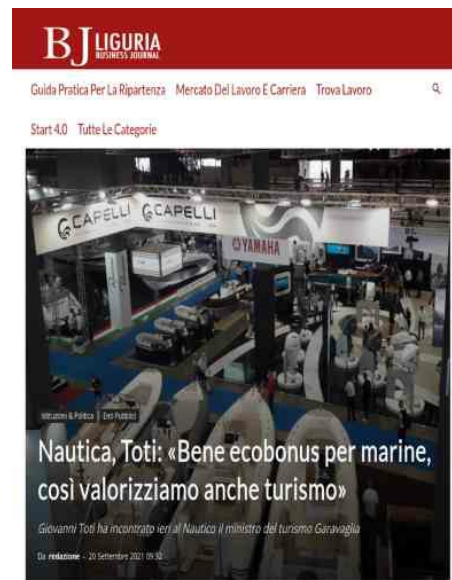 BJ LIGURIA
BUSINESS JOURNAL
Guida Pratica Per La Ripartenza Mercato Del Lavoro E Carriera Trova Lavoro
Start 4.0 Tutte Le Categorie
CAPELLI CAPELLI
YAMAHA
Istituzioni & Politica Enti Pubblici
Nautica, Toti: «Bene ecobonus per marine,
così valorizziamo anche turismo»
Giovanni Toti ha incontrato ieri al Nautico il ministro del turismo Garavaglia
Da redazione - 20 Settembre 2021 09:32